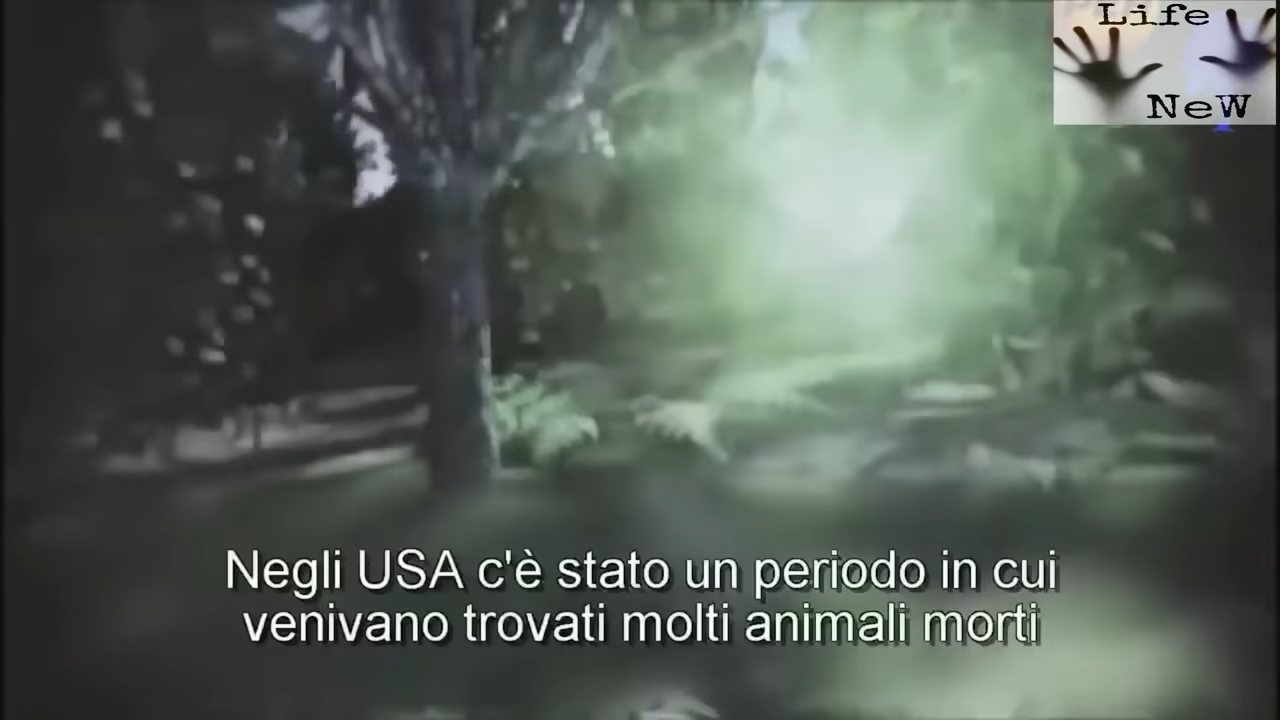 Life
NeW
Negli USA c'è stato un periodo in cui
venivano trovati molti animali morti